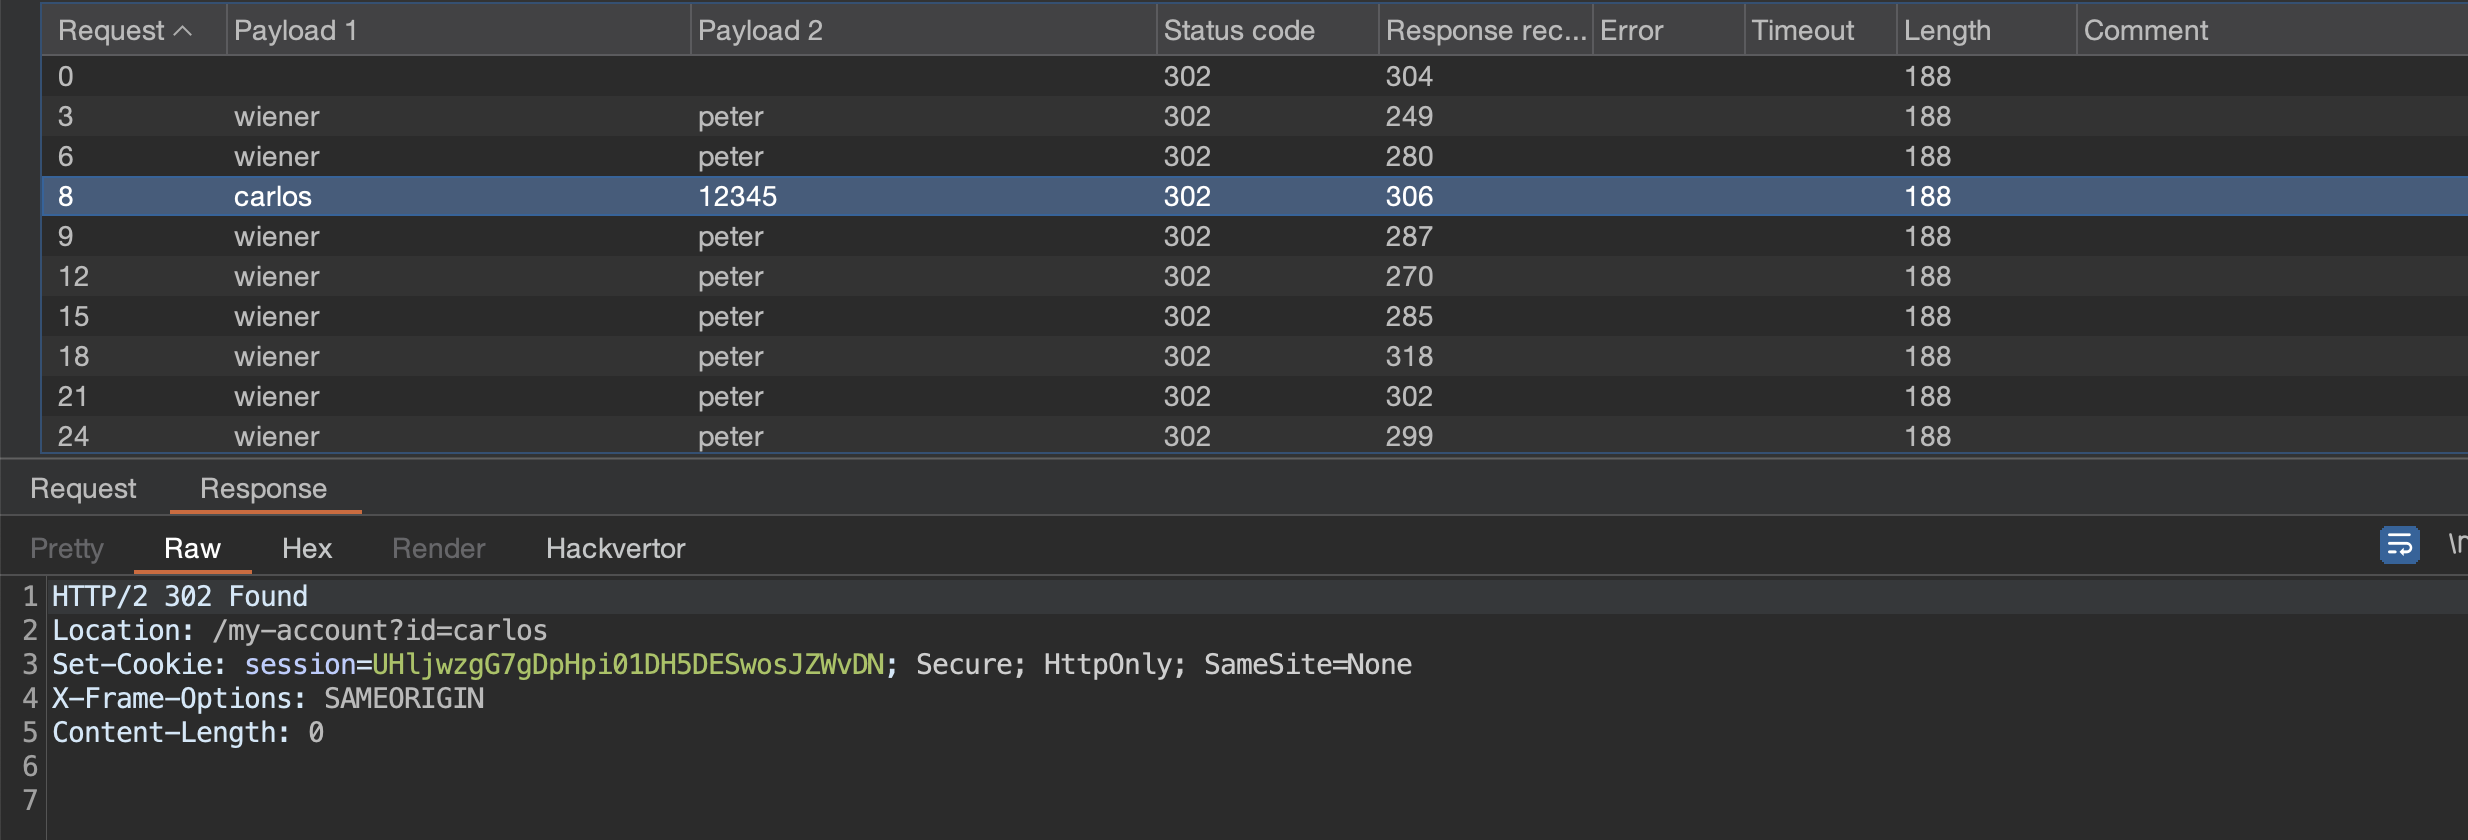 Request Payload 1 Payload 2 Status code Response rec... Error Timeout Length Comment
0 302 304 188
3 wiener peter 302 249 188
6 wiener peter 302 280 188
8 carlos 12345 302 306 188
9 wiener peter 302 287 188
12 wiener peter 302 270 188
15 wiener peter 302 285 188
18 wiener peter 302 318 188
21 wiener peter 302 302 188
24 wiener peter 302 299 188
Request Response
Pretty Raw Hex Render Hackvertor \n
1 HTTP/2 302 Found
2 Location: /my-account?id=carlos
3 Set-Cookie: session=UHljwzgG7gDpHpi01DH5DESwosJZWvDN; Secure; HttpOnly; SameSite=None
4 X-Frame-Options: SAMEORIGIN
5 Content-Length: 0
6
7